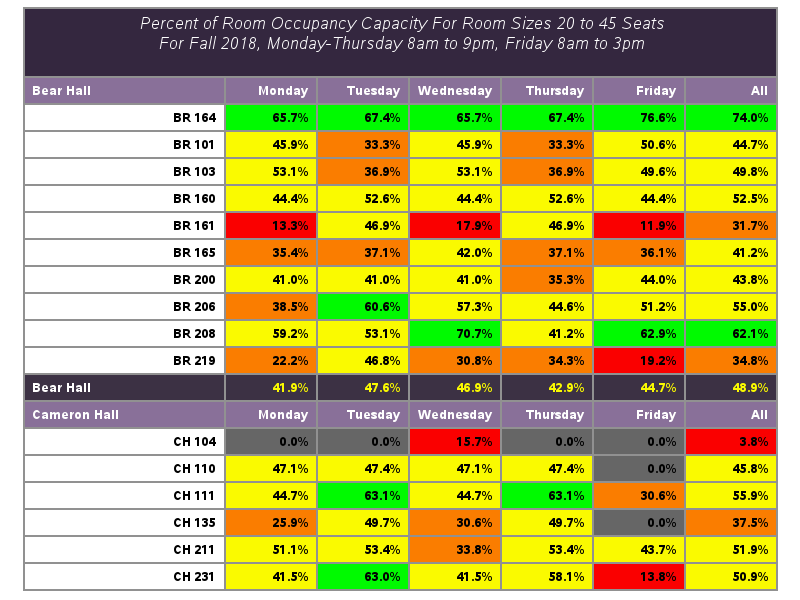 Percent of Room Occupancy Capacity For Room Sizes 20 to 45 Seats
For Fall 2018, Monday-Thursday 8am to 9pm, Friday 8am to 3pm
Bear Hall Monday Tuesday Wednesday Thursday Friday All
BR 164 65.7% 67.4% 65.7% 67.4% 76.6% 74.0%
BR 101 45.9% 33.3% 45.9% 33.3% 50.6% 44.7%
BR 103 53.1% 36.9% 53.1% 36.9% 49.6% 49.8%
BR 160 44.4% 52.6% 44.4% 52.6% 44.4% 52.5%
BR 161 13.3% 46.9% 17.9% 46.9% 11.9% 31.7%
BR 165 35.4% 37.1% 42.0% 37.1% 36.1% 41.2%
BR 200 41.0% 41.0% 41.0% 35.3% 44.0% 43.8%
BR 206 38.5% 60.6% 57.3% 44.6% 51.2% 55.0%
BR 208 59.2% 53.1% 70.7% 41.2% 62.9% 62.1%
BR 219 22.2% 46.8% 30.8% 34.3% 19.2% 34.8%
Bear Hall 41.9% 47.6% 46.9% 42.9% 44.7% 48.9%
Cameron Hall Monday Tuesday Wednesday Thursday Friday All
CH 104 0.0% 0.0% 15.7% 0.0% 0.0% 3.8%
CH 110 47.1% 47.4% 47.1% 47.4% 0.0% 45.8%
CH 111 44.7% 63.1% 44.7% 63.1% 30.6% 55.9%
CH 135 25.9% 49.7% 30.6% 49.7% 0.0% 37.5%
CH 211 51.1% 53.4% 33.8% 53.4% 43.7% 51.9%
CH 231 41.5% 63.0% 41.5% 58.1% 13.8% 50.9%